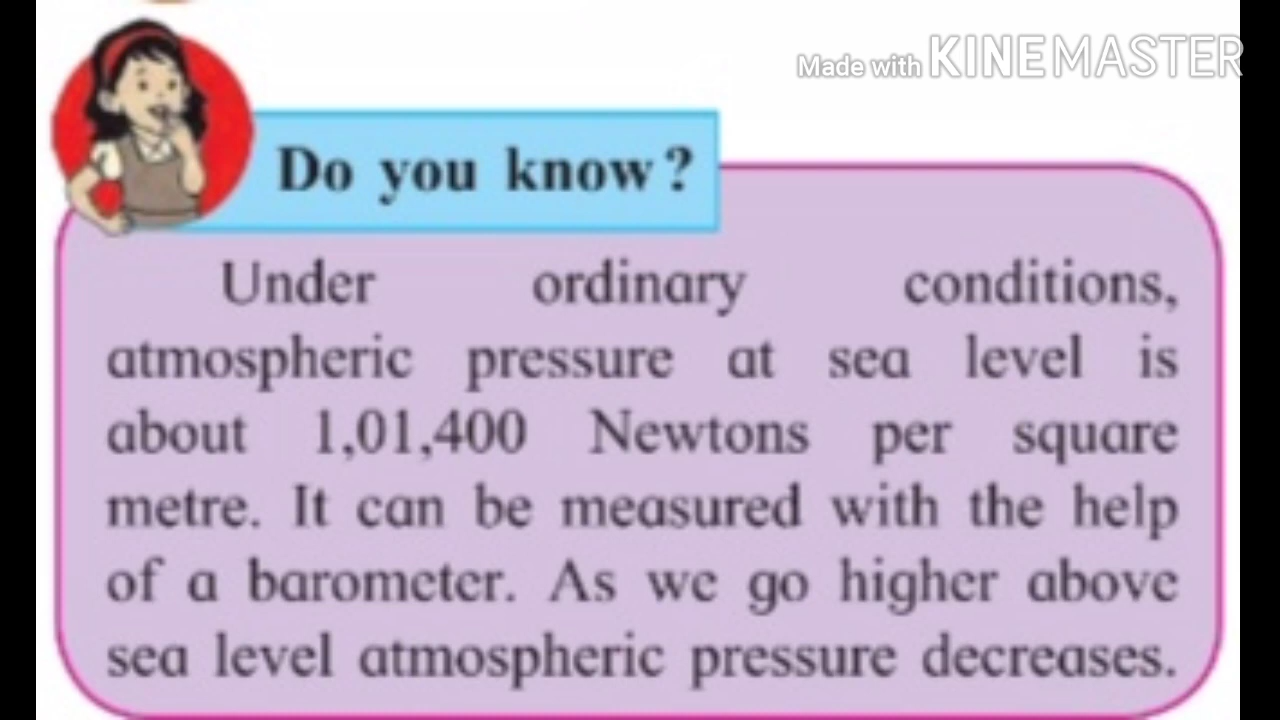 Made with KINEMASTER
Do you know?
Under ordinary conditions,
atmospheric pressure at sea level is
about 1,01,400 Newtons per square
metre. It can be measured with the help
of a barometer. As we go higher above
sea level atmospheric pressure decreases.